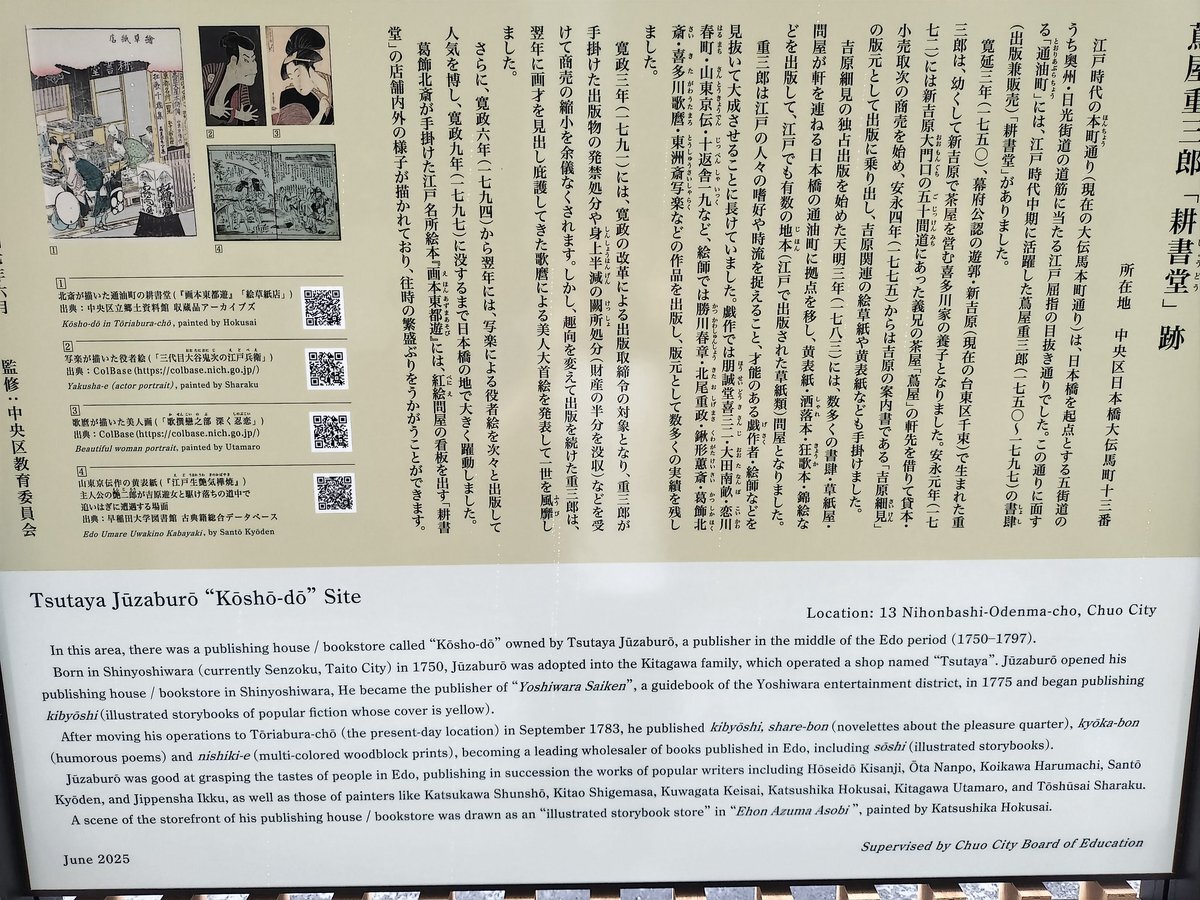 蔦屋重三郎「耕書堂」跡
所在地 中央区日本橋大伝馬町十三番
江戸時代の本町通り(現在の大伝馬本町通り)は、日本橋を起点とする五街道の
うち奥州・日光街道の道筋に当たる江戸屈指の目抜き通りでした。この通りに面す
る「通油町」には、江戸時代中期に活躍した蔦屋重三郎(一七五〇〜一七九七)の書肆
(出版兼販売)「耕書堂」がありました。
寛延三年(一七五〇)、幕府公認の遊郭・新吉原(現在の台東区千束)で生まれた重
三郎は、幼くして新吉原で茶屋を営む喜多川家の養子となりました。安永元年(一七
七二)には新吉原大門口の五十間道にあった義兄の茶屋「蔦屋」の軒先を借りて貸本・
小売取次の商売を始め、安永四年(一七七五)からは吉原の案内書である「吉原細見」
の版元として出版に乗り出し、吉原関連の絵草紙や黄表紙なども手掛けました。
吉原細見の独占出版を始めた天明三年(一七八三)には、数多くの書肆・草紙屋・
問屋が軒を連ねる日本橋の通油町に拠点を移し、黄表紙・洒落本・狂歌本・錦絵な
どを出版して、江戸でも有数の地本(江戸で出版された草紙類)問屋となりました。
重三郎は江戸の人々の嗜好や時流を捉えること、才能のある戯作者・絵師などを
見抜いて大成させることに長けていました。戯作では朋誠堂喜三二・大田南畝・恋川
春町・山東京伝・十返舎一九など、絵師では勝川春章・北尾重政・鍬形蕙斎・葛飾北
斎・喜多川歌麿・東洲斎写楽などの作品を出版し、版元として数多くの実績を残し
ました。
寛政三年(一七九一)には、寛政の改革による出版取締令の対象となり、重三郎が
手掛けた出版物の発禁処分や身上半減の闕所処分(財産の半分を没収)などを受
けて商売の縮小を余儀なくされます。しかし、趣向を変えて出版を続けた重三郎は、
翌年に画才を見出し庇護してきた歌麿による美人大首絵を発表して一世を風靡し
ました。
さらに、寛政六年(一七九四)から翌年には、写楽による役者絵を次々と出版して
人気を博し、寛政九年(一七九七)に没するまで日本橋の地で大きく躍動しました。
葛飾北斎が手掛けた江戸名所絵本『画本東都遊』には、紅絵問屋の看板を出す「耕書
堂」の店舗内外の様子が描かれており、往時の繁盛ぶりをうかがうことができます。
絵草紙店
1
2
3
4
1
北斎が描いた通油町の耕書堂(『画本東都遊』「絵草紙店」)
出典:中央区立郷土資料館 収蔵品アーカイブズ
Kōsho-dō in Tōriabura-chō, painted by Hokusai
2
写楽が描いた役者絵(「三代目大谷鬼次の江戸兵衛」)
出典:ColBase(https://colbase.nich.go.jp/)
Yakusha-e (actor portrait), painted by Sharaku
3
歌麿が描いた美人画(「歌撰戀之部 深く忍恋」)
出典:ColBase(https://colbase.nich.go.jp/)
Beautiful woman portrait, painted by Utamaro
4
山東京伝作の黄表紙(『江戸生艶気樺焼』)
主人公の艶二郎が吉原遊女と駆け落ちの道中で
追いはぎに遭遇する場面
出典:早稲田大学図書館 古典籍総合データベース
Edo Umare Uwakino Kabayaki, by Santō Kyōden
年六月
監修:中央区教育委員会
Tsutaya Jūzaburō “Kōshō-dō” Site
Location: 13 Nihonbashi-Odenma-cho, Chuo City
In this area, there was a publishing house / bookstore called “Kōsho-dō” owned by Tsutaya Jūzaburō, a publisher in the middle of the Edo period (1750–1797).
Born in Shinyoshiwara (currently Senzoku, Taito City) in 1750, Jūzaburō was adopted into the Kitagawa family, which operated a shop named “Tsutaya”. Jūzaburō opened his
publishing house / bookstore in Shinyoshiwara, He became the publisher of “Yoshiwara Saiken”, a guidebook of the Yoshiwara entertainment district, in 1775 and began publishing
kibyōshi (illustrated storybooks of popular fiction whose cover is yellow).
After moving his operations to Tōriabura-chō (the present-day location) in September 1783, he published kibyōshi, share-bon (novelettes about the pleasure quarter), kyōka-bon
(humorous poems) and nishiki-e (multi-colored woodblock prints), becoming a leading wholesaler of books published in Edo, including sōshi (illustrated storybooks).
Jūzaburō was good at grasping the tastes of people in Edo, publishing in succession the works of popular writers including Hōseidō Kisanji, Ōta Nanpo, Koikawa Harumachi, Santō
Kyōden, and Jippensha Ikku, as well as those of painters like Katsukawa Shunshō, Kitao Shigemasa, Kuwagata Keisai, Katsushika Hokusai, Kitagawa Utamaro, and Tōshūsai Sharaku.
A scene of the storefront of his publishing house / bookstore was drawn as an “illustrated storybook store” in “Ehon Azuma Asobi”, painted by Katsushika Hokusai.
June 2025
Supervised by Chuo City Board of Education